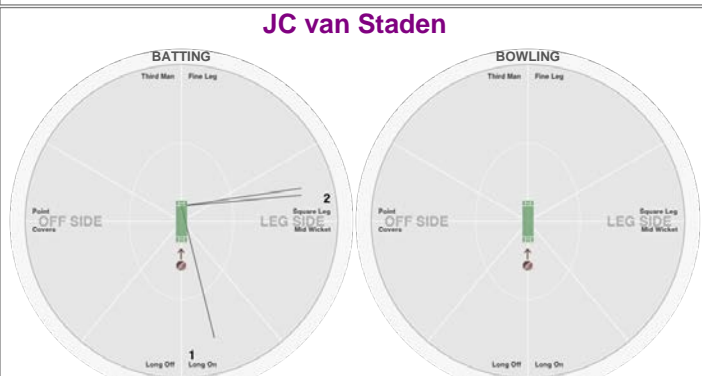 JC van Staden
BATTING
Third Man Fine Leg
2
Point
OFF SIDE
Covers
Square Leg
LEG SIDE
Mid Wicket
1
Long Off Long On
BOWLING
Third Man Fine Leg
Point
OFF SIDE
Covers
Square Leg
LEG SIDE
Mid Wicket
Long Off Long On